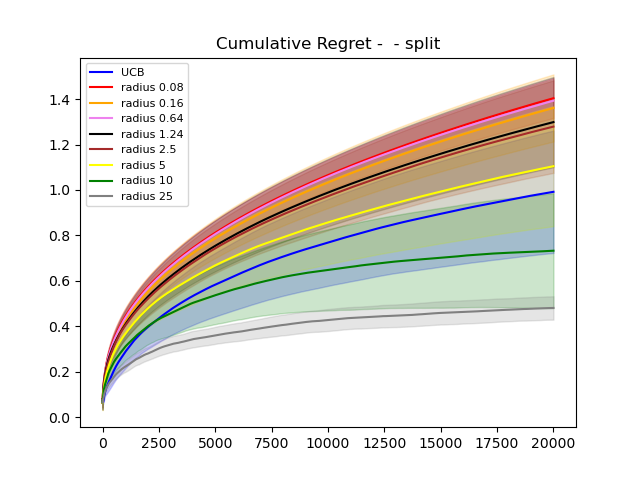 Cumulative Regret -  - split
UCB
radius 0.08
radius 0.16
radius 0.64
radius 1.24
radius 2.5
radius 5
radius 10
radius 25
1.4
1.2
1.0
0.8
0.6
0.4
0.2
0.0
0 2500 5000 7500 10000 12500 15000 17500 20000